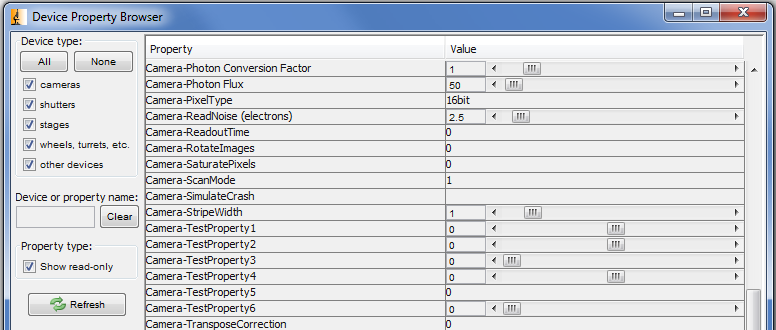 Device Property Browser
Device type:
All None
cameras
shutters
stages
wheels, turrets, etc.
other devices
Device or property name:
Clear
Property type:
Show read-only
Refresh
Property Value
Camera-Photon Conversion Factor 1
Camera-Photon Flux 50
Camera-PixelType 16bit
Camera-ReadNoise (electrons) 2.5
Camera-ReadoutTime 0
Camera-RotateImages 0
Camera-SaturatePixels 0
Camera-ScanMode 1
Camera-SimulateCrash
Camera-StripeWidth 1
Camera-TestProperty1 0
Camera-TestProperty2 0
Camera-TestProperty3 0
Camera-TestProperty4 0
Camera-TestProperty5 0
Camera-TestProperty6 0
Camera-TransposeCorrection 0